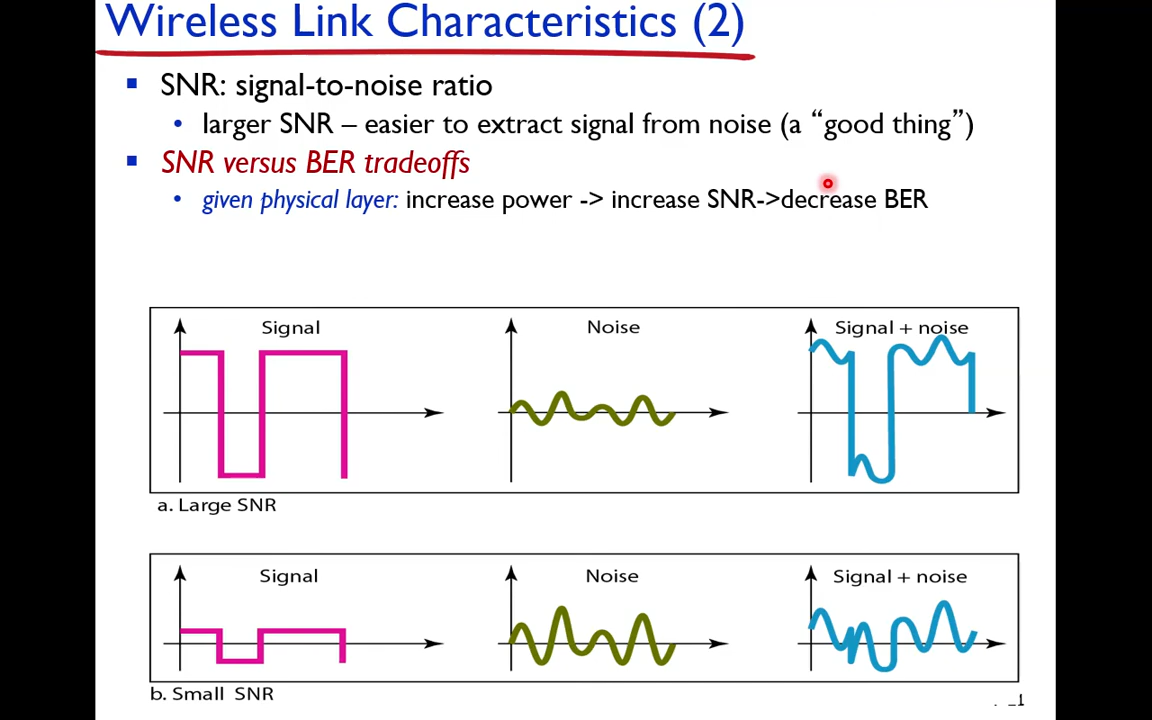 Wireless Link Characteristics (2)
SNR: signal-to-noise ratio
larger SNR – easier to extract signal from noise (a “good thing”)
SNR versus BER tradeoffs
given physical layer: increase power -> increase SNR->decrease BER
Signal Noise Signal + noise
a. Large SNR
Signal Noise Signal + noise
b. Small SNR